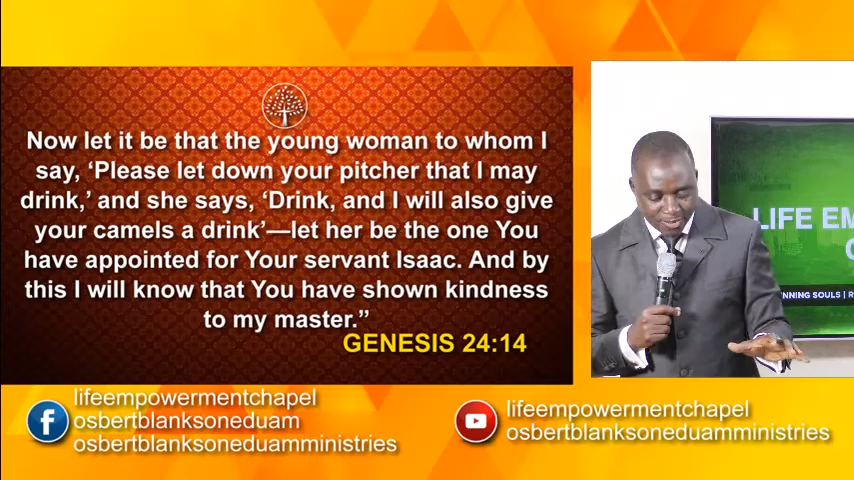 Now let it be that the young woman to whom I
say, ‘Please let down your pitcher that I may
drink,’ and she says, ‘Drink, and I will also give
your camels a drink’—let her be the one You
have appointed for Your servant Isaac. And by
this I will know that You have shown kindness
to my master.”
GENESIS 24:14
LIFE
lifeempowermentchapel
osbertblanksoneduam
osbertblanksoneduamministries
lifeempowermentchapel
osbertblanksoneduamministries